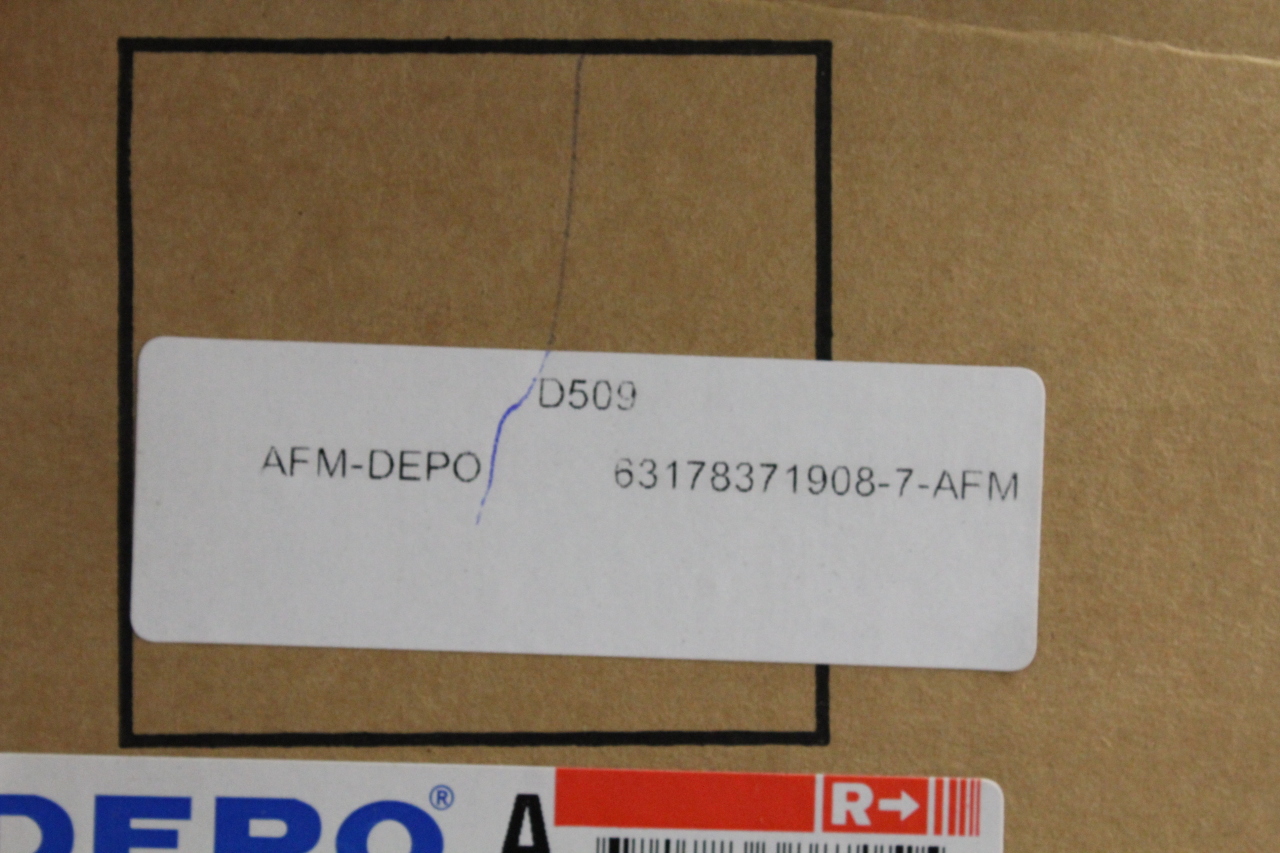 D509
AFM-DEPO 63178371908-7-AFM
DEPO® A R→